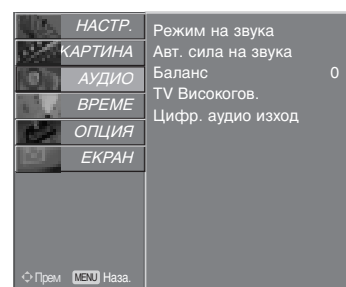 НАСТР.
КАРТИНА
АУДИО
ВРЕМЕ
ОПЦИЯ
ЕКРАН
Режим на звука
Авт. сила на звука
Баланс 0
TV Високогов.
Цифр. аудио изход
Прем MENU Наза.